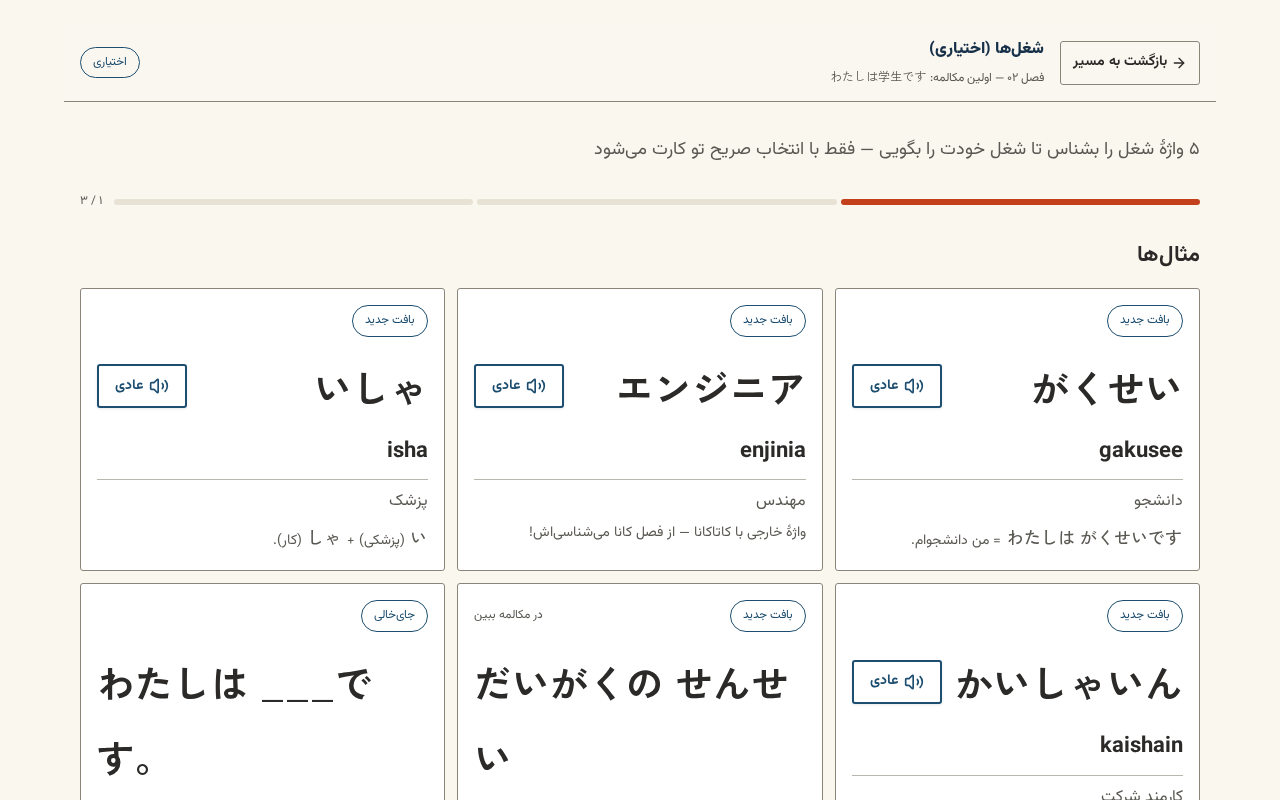 بازگشت به مسیر
شغل‌ها (اختیاری)
فصل ۰۲ — اولین مکالمه: わたしは学生です
اختیاری
۵ واژهٔ شغل را بشناس تا شغل خودت را بگویی — فقط با انتخاب صریح تو کارت می‌شود
۱ / ۳
مثال‌ها
بافت جدید
がくせい
عادی
gakusee
دانشجو
わたしは がくせいです = من دانشجوام.
بافت جدید
エンジニア
عادی
enjinia
مهندس
واژهٔ خارجی با کاتاکانا — از فصل کانا می‌شناسی‌اش!
بافت جدید
いしゃ
عادی
isha
پزشک
い (پزشکی) + しゃ (کار).
بافت جدید
かいしゃいん
عادی
kaishain
کارمند شرکت
بافت جدید
در مکالمه ببین
だいがくの せんせ
い
جای‌خالی
わたしは ___で
す。